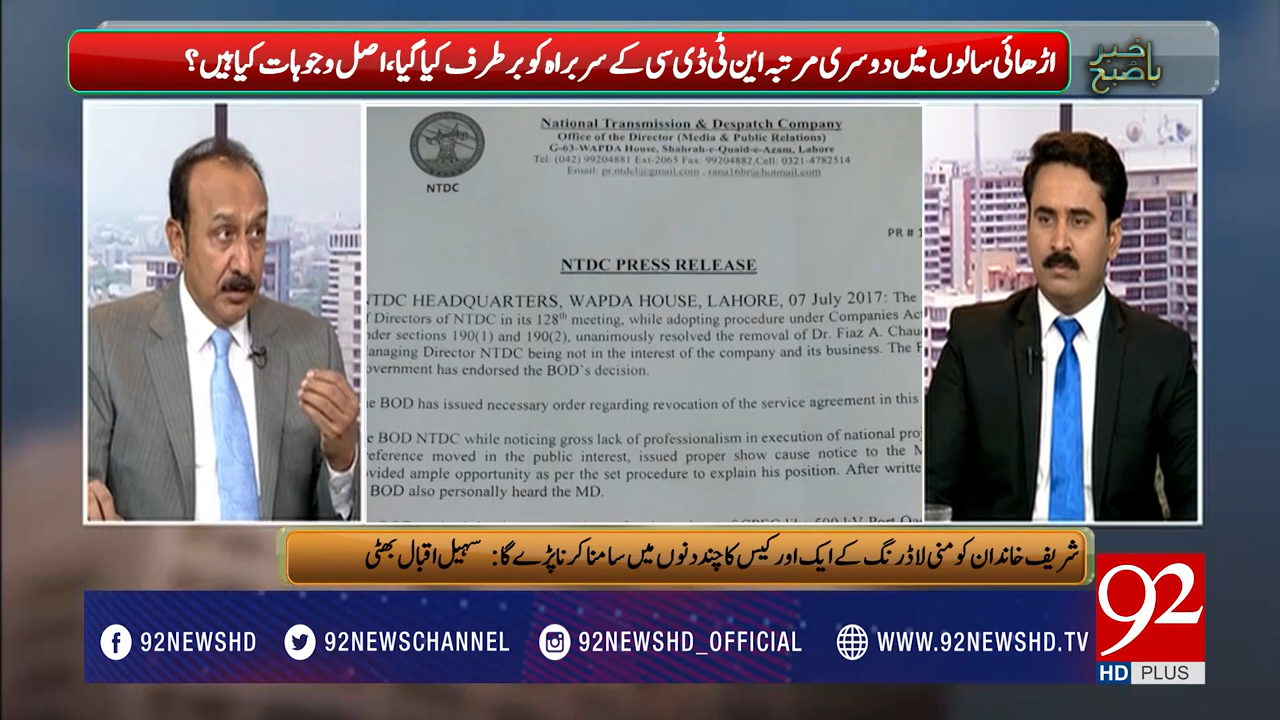 اڑھائی سالوں میں دوسری مرتبہ این ٹی ڈی سی کے سربراہ کو برطرف کیا گیا، اصل وجوہات کیا ہیں؟
باخبر صبح
National Transmission & Despatch Company
Office of the Director (Media & Public Relations)
G-63-WAPDA House, Shahrah-e-Quaid-e-Azam, Lahore
Tel: (042) 99204881 Ext-2065 Fax : 99204882.Cell: 0321-4782514
Email: pr.ntdcl@gmail.com , rana16hr@hotmail.com
NTDC
PR #
NTDC PRESS RELEASE
NTDC HEADQUARTERS, WAPDA HOUSE, LAHORE, 07 July 2017: The
f Directors of NTDC in its 128th meeting, while adopting procedure under Companies Ac
nder sections 190(1) and 190(2), unanimously resolved the removal of Dr. Fiaz A. Chau
anaging Director NTDC being not in the interest of the company and its business. The F
overnment has endorsed the BOD's decision.
he BOD has issued necessary order regarding revocation of the service agreement in this
e BOD NTDC while noticing gross lack of professionalism in execution of national proj
reference moved in the public interest, issued proper show cause notice to the M
vided ample opportunity as per the set procedure to explain his position. After writte
BOD also personally heard the MD.
شریف خاندان کو منی لانڈرنگ کے ایک اور کیس کا چند دنوں میں سامنا کرنا پڑے گا: سہیل اقبال بھٹی
92NEWSHD 92NEWSCHANNEL 92NEWSHD_OFFICIAL WWW.92NEWSHD.TV
92
HD PLUS